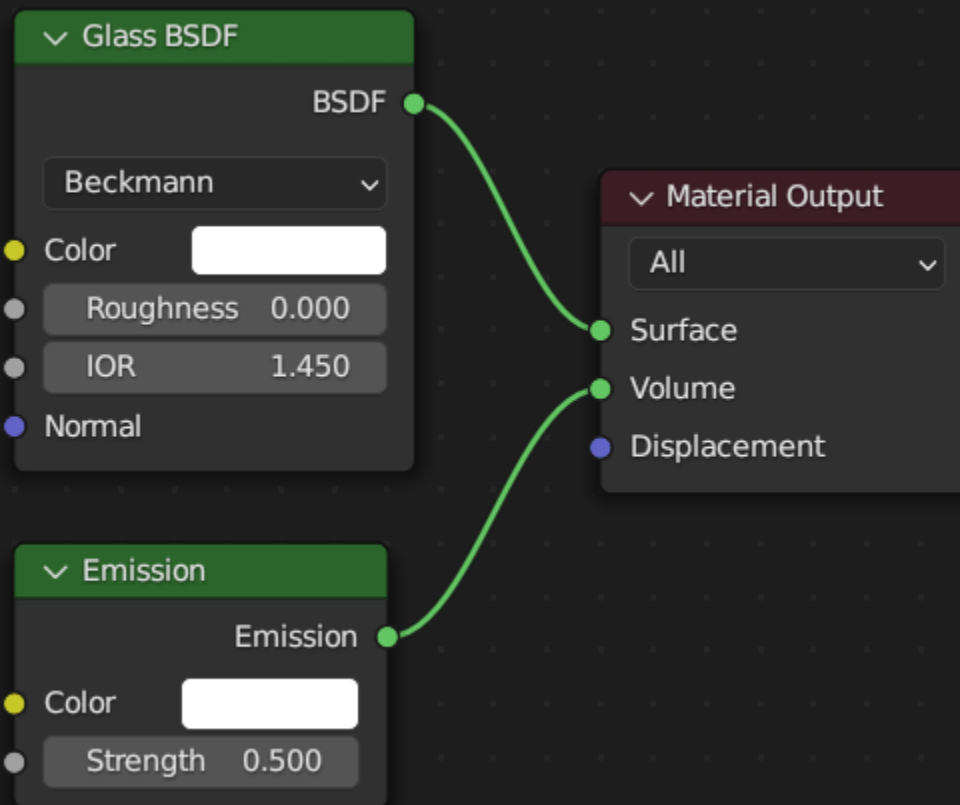 Glass BSDF
BSDF
Beckmann
Color
Roughness 0.000
IOR 1.450
Normal
Material Output
All
Surface
Volume
Displacement
Emission
Emission
Color
Strength 0.500